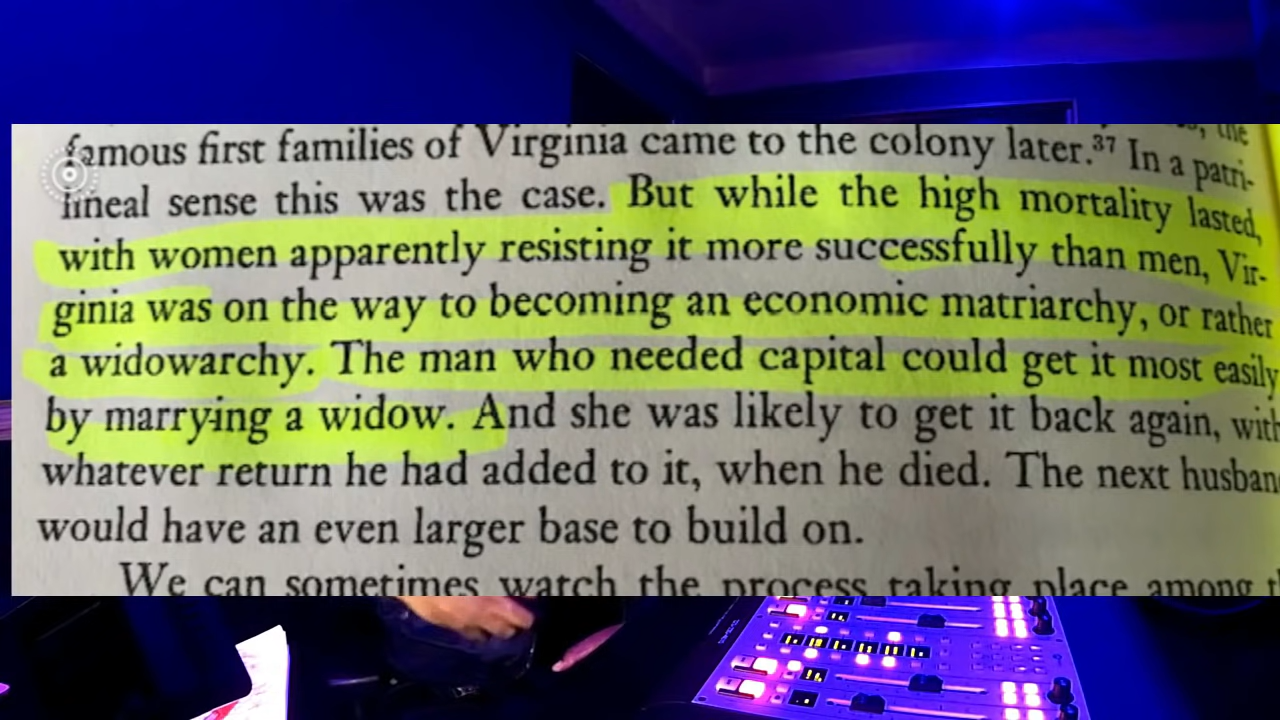 the
famous first families of Virginia came to the colony later.³⁷ In a patri-
lineal sense this was the case. But while the high mortality lasted,
with women apparently resisting it more successfully than men, Vir-
ginia was on the way to becoming an economic matriarchy, or rather
a widowarchy. The man who needed capital could get it most easily
by marrying a widow. And she was likely to get it back again, with
whatever return he had added to it, when he died. The next husban
would have an even larger base to build on.
We can sometimes watch the process taking place among